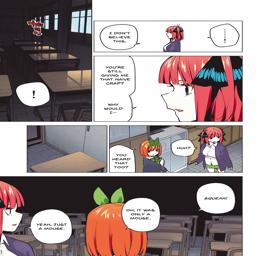 I DON'T
BELIEVE
THIS.
!
YOU'RE
STILL
GIVING ME
THAT NAIVE
CRAP?
WHY
WOULD
I--
YOU
HEARD
THAT
TOO?
HUH?
SQUEAK!
OH, IT WAS
ONLY A
MOUSE.
YEAH, JUST
A MOUSE.